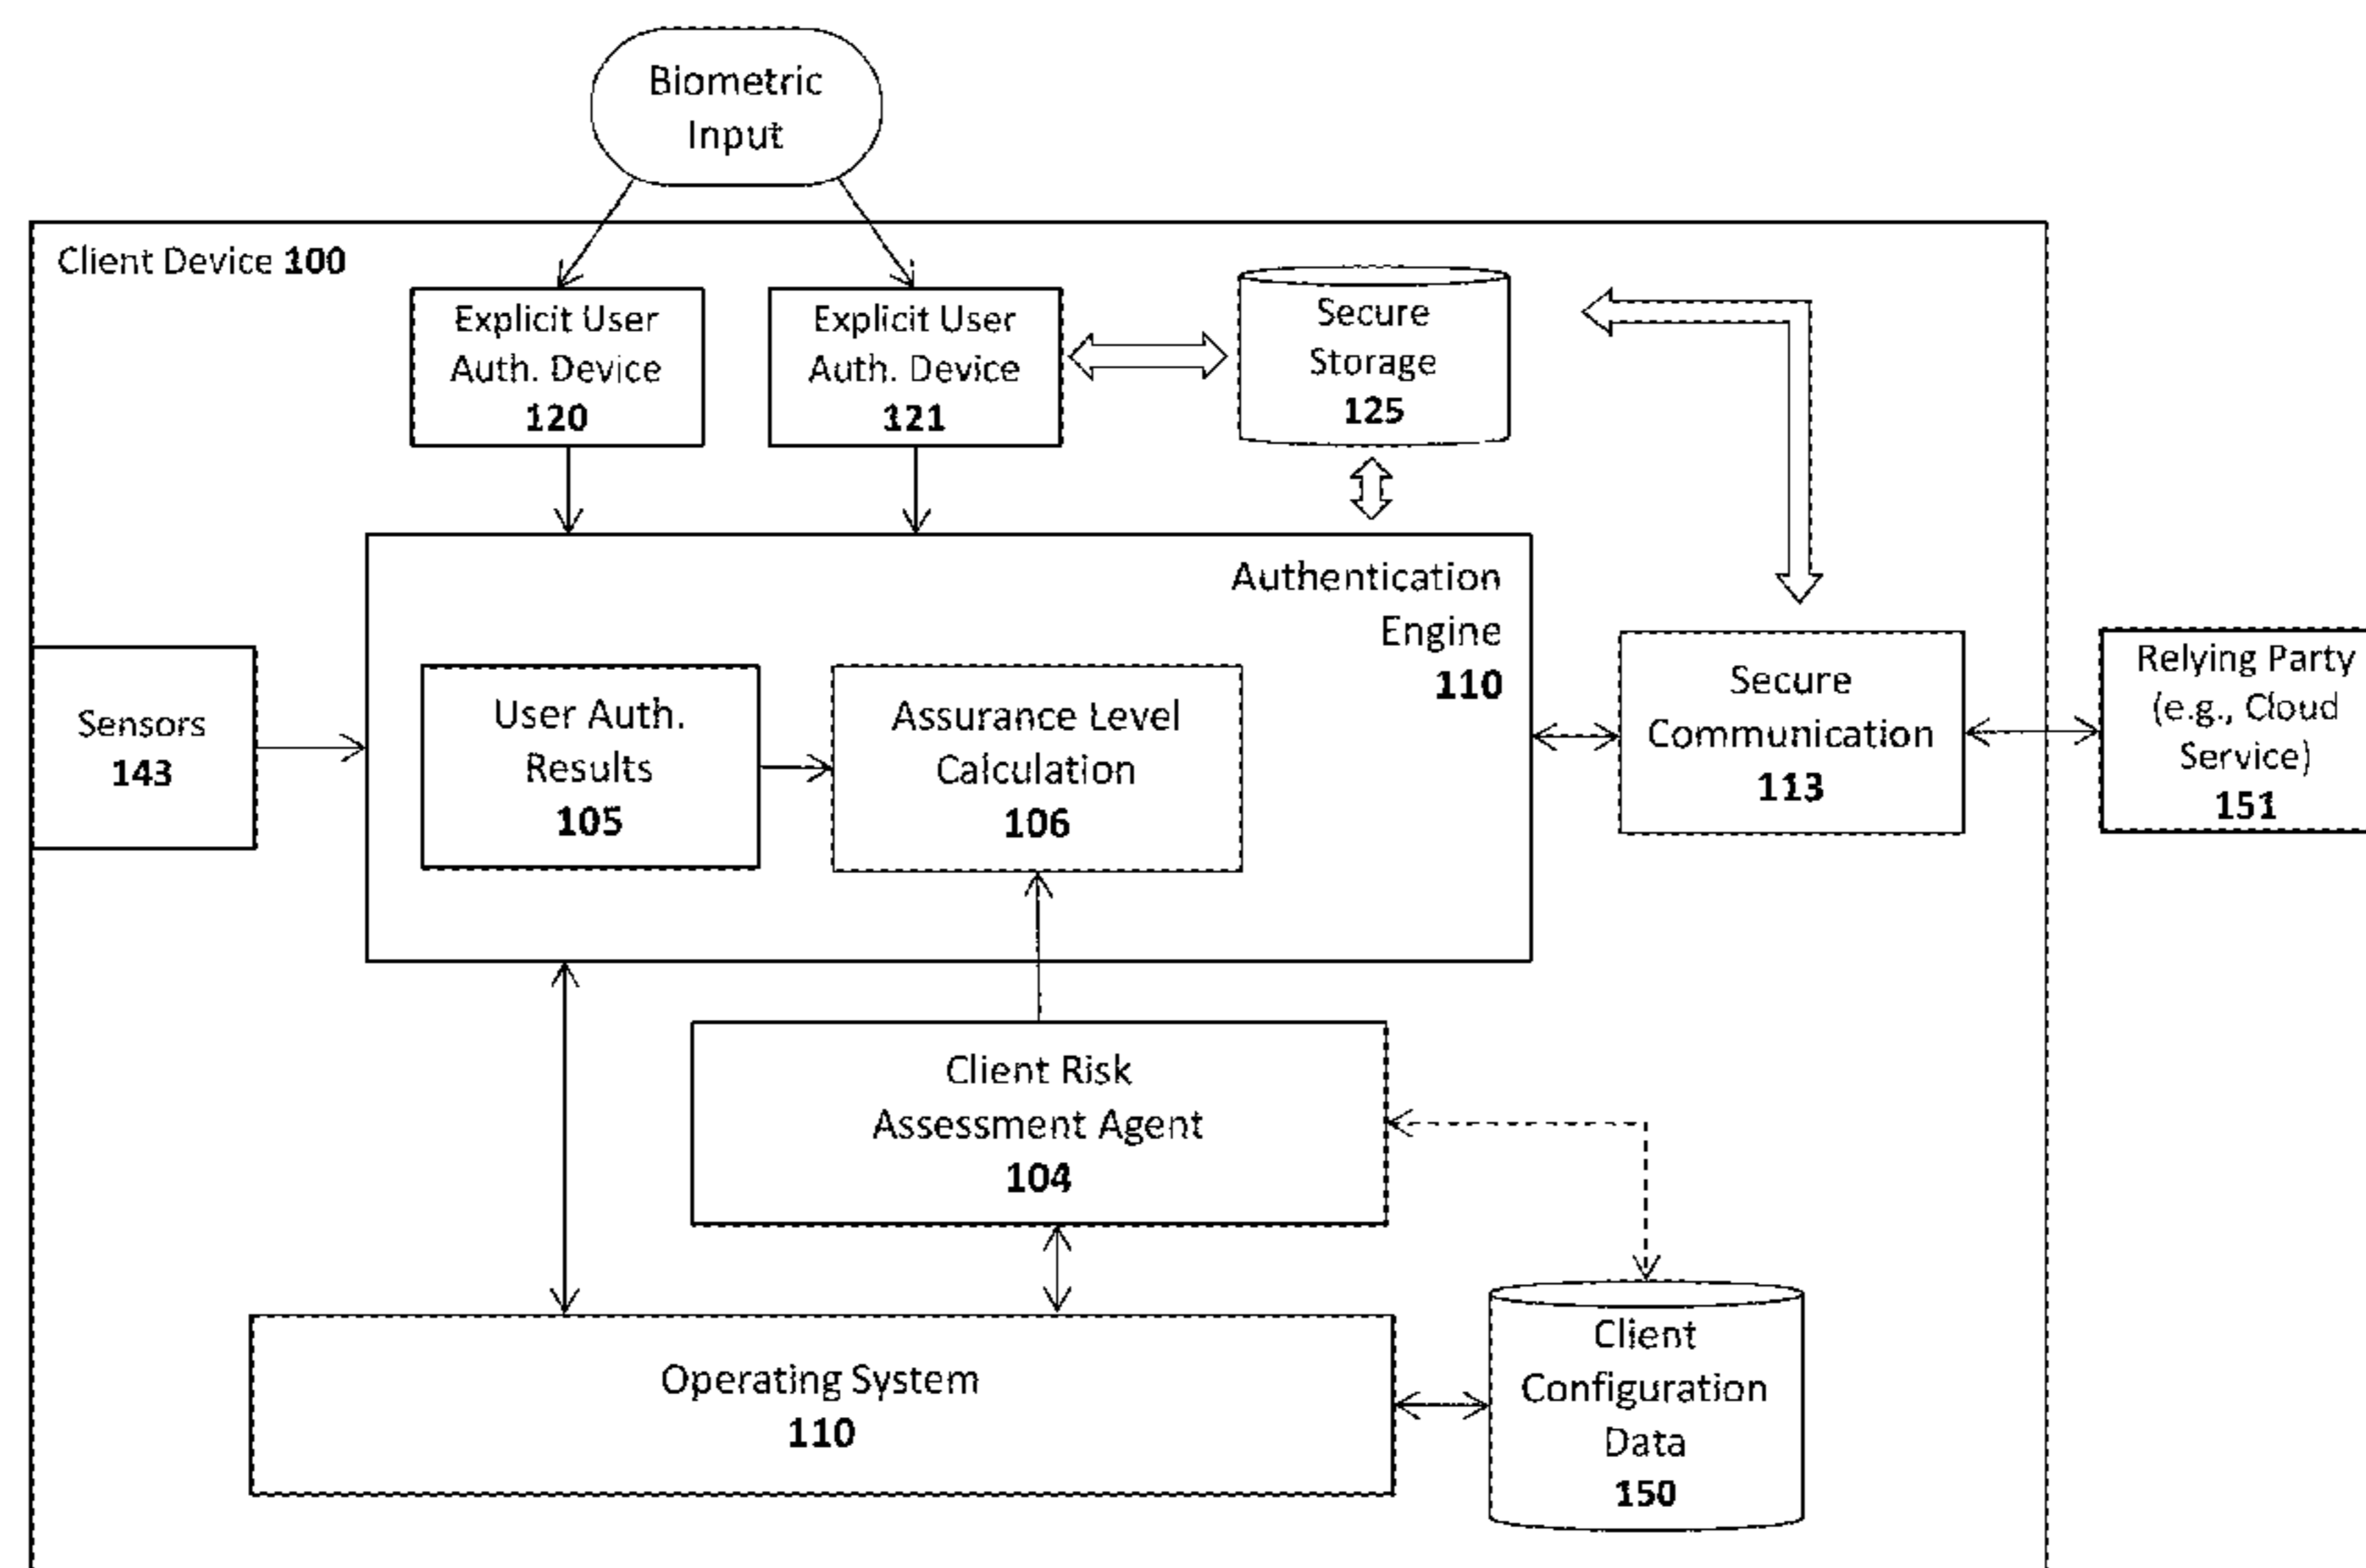 Biometric
Input
Client Device 100
Explicit User
Auth. Device
120
Explicit User
Auth. Device
121
Secure
Storage
125
Authentication
Engine
110
Sensors
143
User Auth.
Results
105
Assurance Level
Calculation
106
Secure
Communication
113
Relying Party
(e.g., Cloud
Service)
151
Client Risk
Assessment Agent
104
Operating System
110
Client
Configuration
Data
150